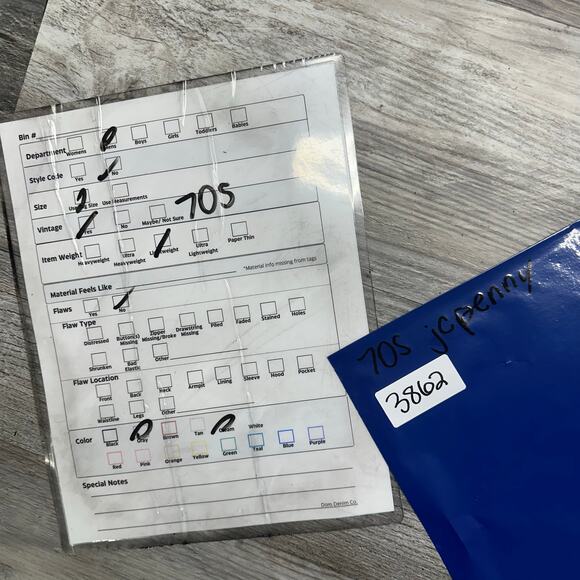 Bin #
Department Womens Mens Boys Girls Toddlers Babies
Style Code Yes No
Size Using Size Use Measurements
Vintage Yes No Maybe/ Not Sure 70s
Item Weight Heavyweight Ultra Heavyweight Lightweight Ultra Lightweight Paper Thin
*Material info missing from tags
Material Feels Like
Flaws Yes No
Flaw Type Distressed Button(s) Missing Zipper Missing/Broke Drawstring Missing Pilled Faded Stained Holes
Shrunken Bad Elastic Other
Flaw Location Front Back Neck Armpit Lining Sleeve Hood Pocket
Waistline Legs Other
Color Black Gray Brown Tan Cream White
Red Pink Orange Yellow Green Teal Blue Purple
Special Notes
Dom Denim Co.
70s jcpenny
3862